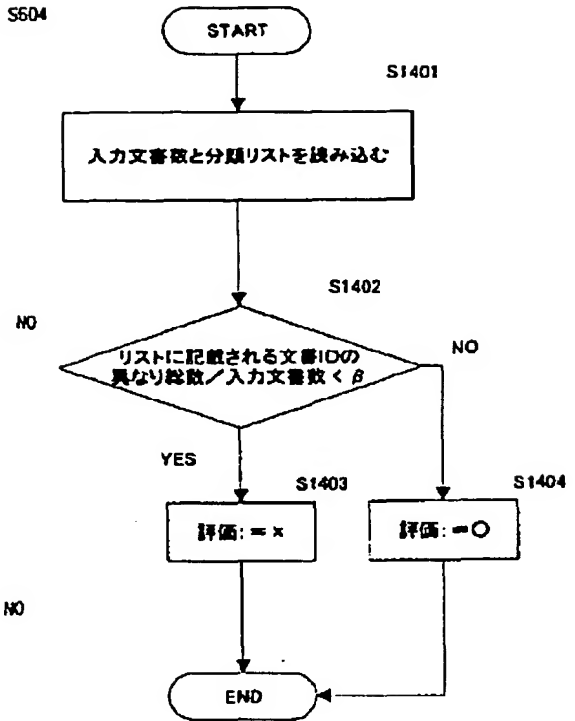 S604
START
S1401
入力文書数と分類リストを読み込む
S1402
NO
リストに記載される文書IDの
異なり総数／入力文書数 < β
NO
YES
S1403
S1404
評価: = ×
評価: = ○
NO
END